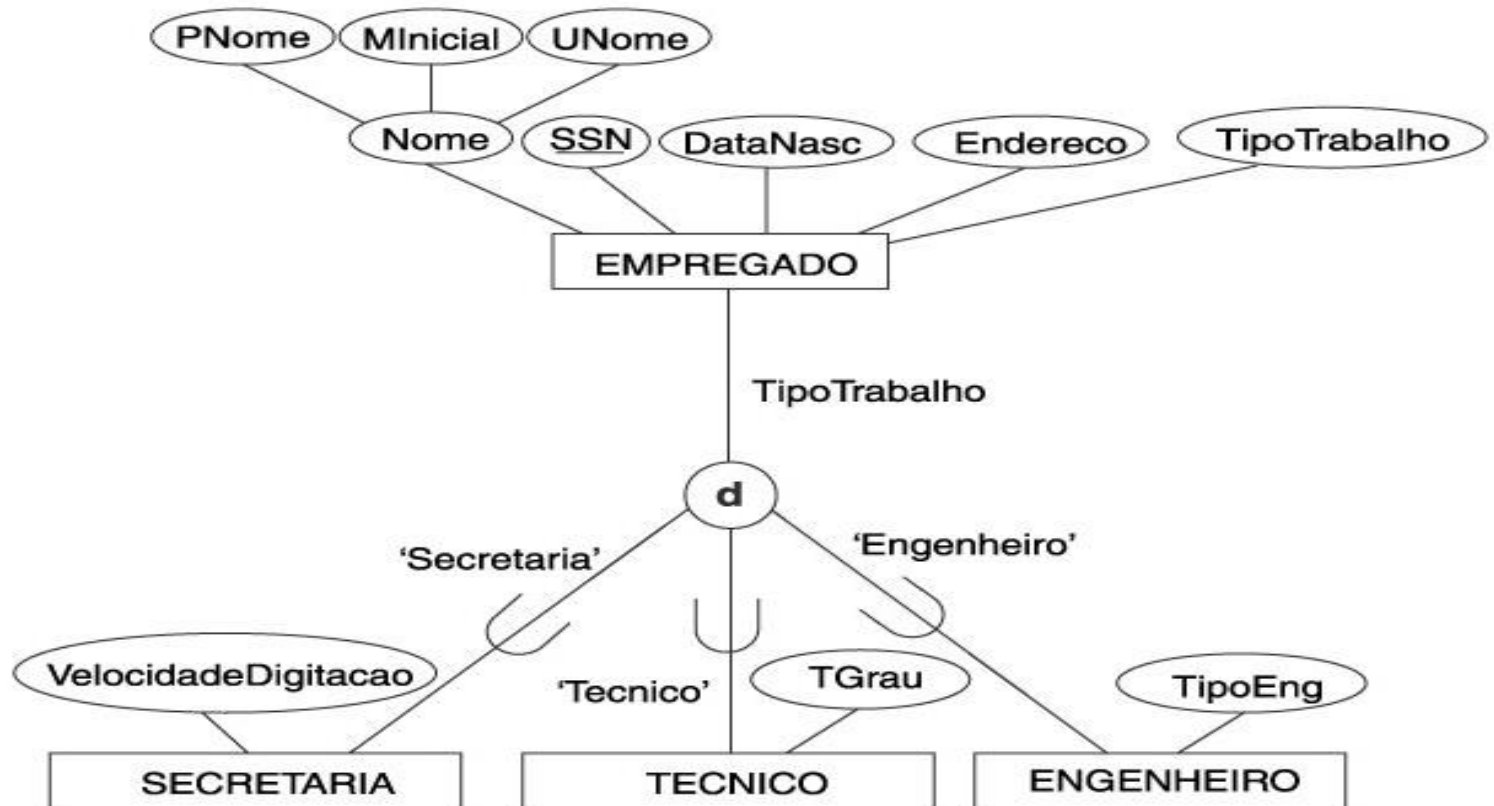 PNome MInicial UNome
Nome SSN DataNasc Endereco TipoTrabalho
EMPREGADO
TipoTrabalho
d
'Secretaria' 'Engenheiro'
VelocidadeDigitacao 'Tecnico' TGrau TipoEng
SECRETARIA TECNICO ENGENHEIRO